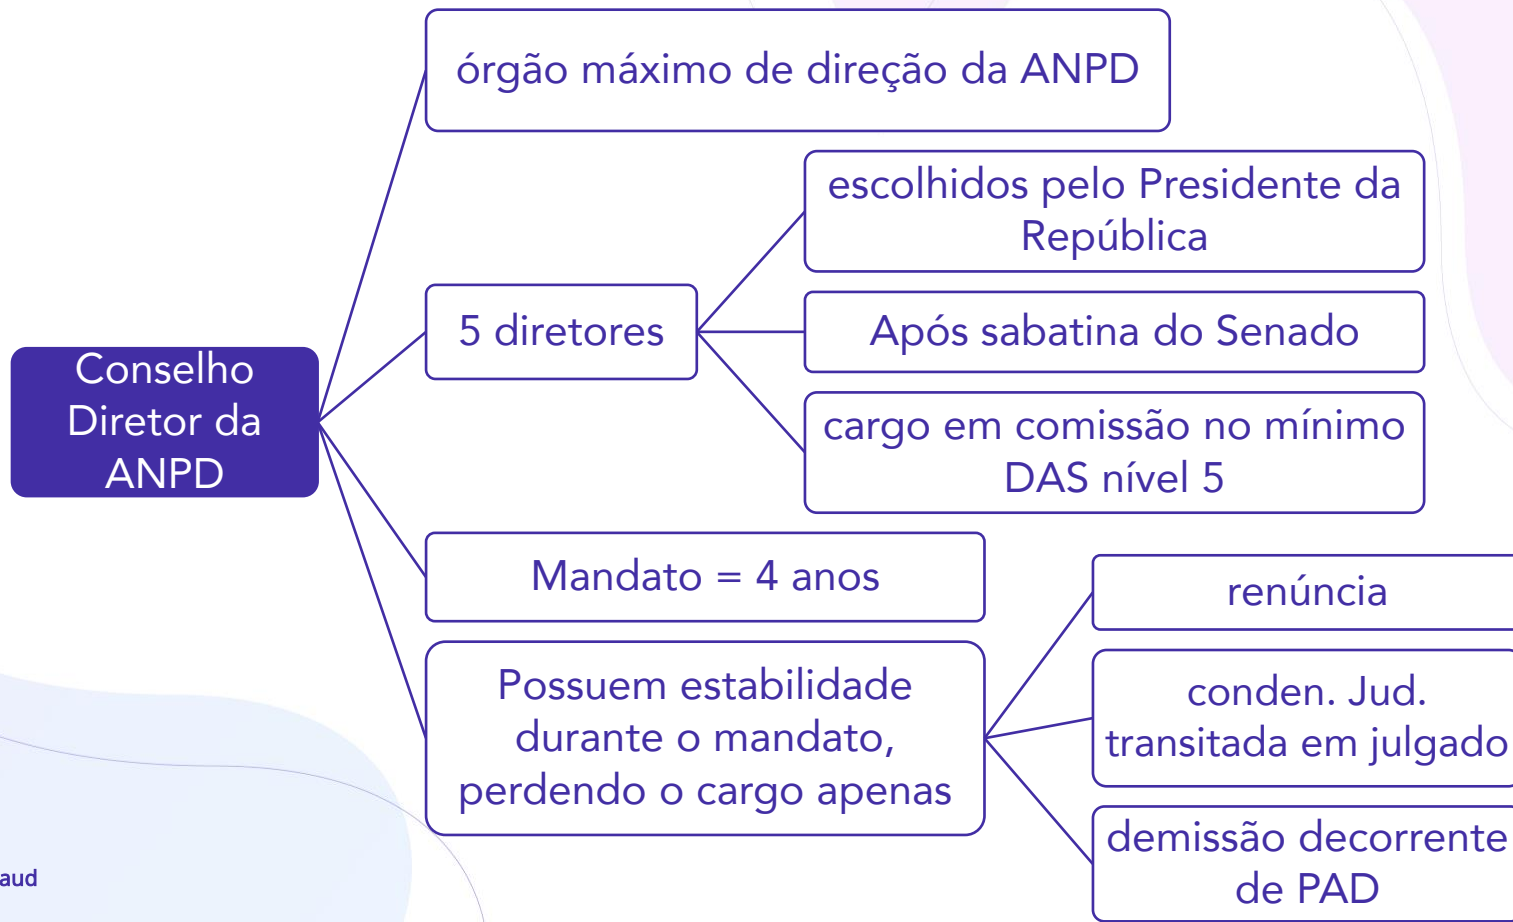 órgão máximo de direção da ANPD
escolhidos pelo Presidente da
República
5 diretores
Após sabatina do Senado
cargo em comissão no mínimo
DAS nível 5
Conselho
Diretor da
ANPD
Mandato = 4 anos
Possuem estabilidade
durante o mandato,
perdendo o cargo apenas
renúncia
conden. Jud.
transitada em julgado
demissão decorrente
de PAD
aud